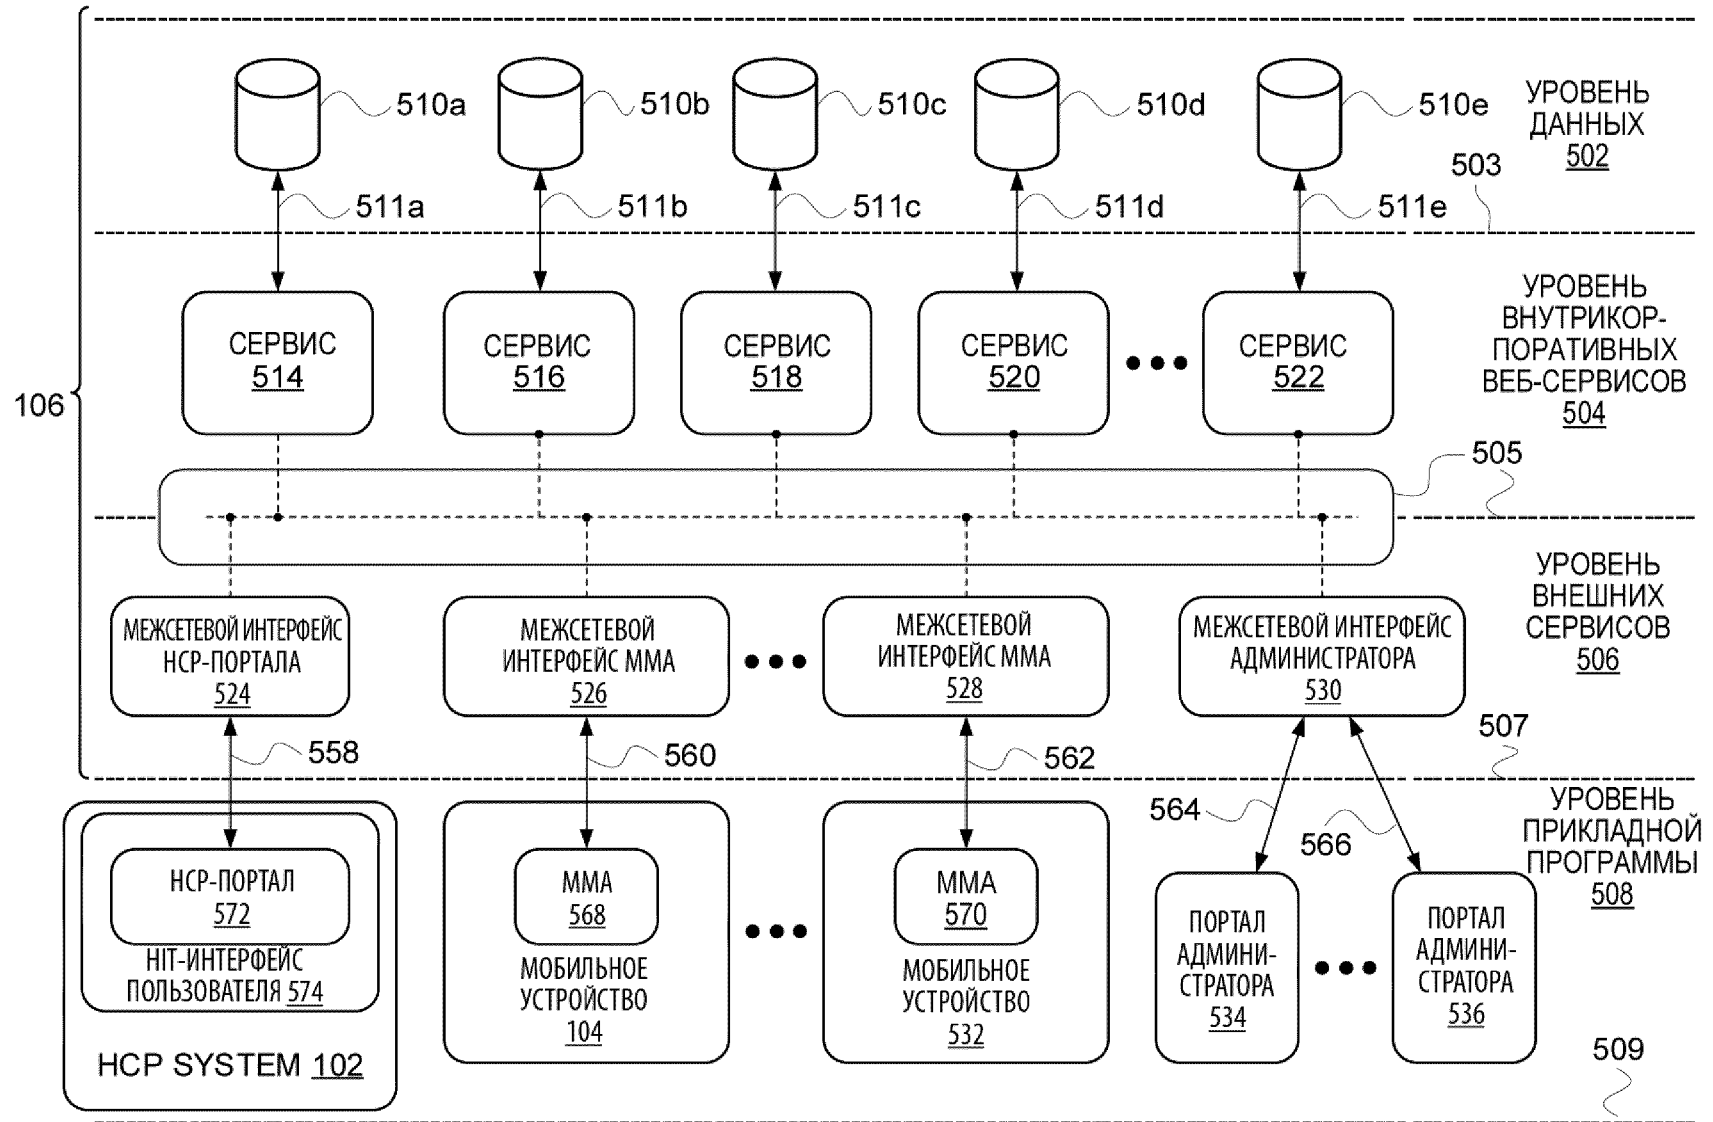 510a
510b
510c
510d
510e
УРОВЕНЬ
ДАННЫХ
502
503
511a
511b
511c
511d
511e
СЕРВИС
514
СЕРВИС
516
СЕРВИС
518
СЕРВИС
520
СЕРВИС
522
УРОВЕНЬ
ВНУТРИКОР-
ПОРАТИВНЫХ
ВЕБ-СЕРВИСОВ
504
106
505
МЕЖСЕТЕВОЙ ИНТЕРФЕЙС
HCP-ПОРТАЛА
524
МЕЖСЕТЕВОЙ
ИНТЕРФЕЙС MMA
526
МЕЖСЕТЕВОЙ
ИНТЕРФЕЙС MMA
528
МЕЖСЕТЕВОЙ ИНТЕРФЕЙС
АДМИНИСТРАТОРА
530
УРОВЕНЬ
ВНЕШНИХ
СЕРВИСОВ
506
507
558
560
562
564
566
HCP-ПОРТАЛ
572
HIT-ИНТЕРФЕЙС
ПОЛЬЗОВАТЕЛЯ 574
HCP SYSTEM 102
MMA
568
МОБИЛЬНОЕ
УСТРОЙСТВО
104
MMA
570
МОБИЛЬНОЕ
УСТРОЙСТВО
532
ПОРТАЛ
АДМИНИ-
СТРАТОРА
534
ПОРТАЛ
АДМИНИ-
СТРАТОРА
536
УРОВЕНЬ
ПРИКЛАДНОЙ
ПРОГРАММЫ
508
509